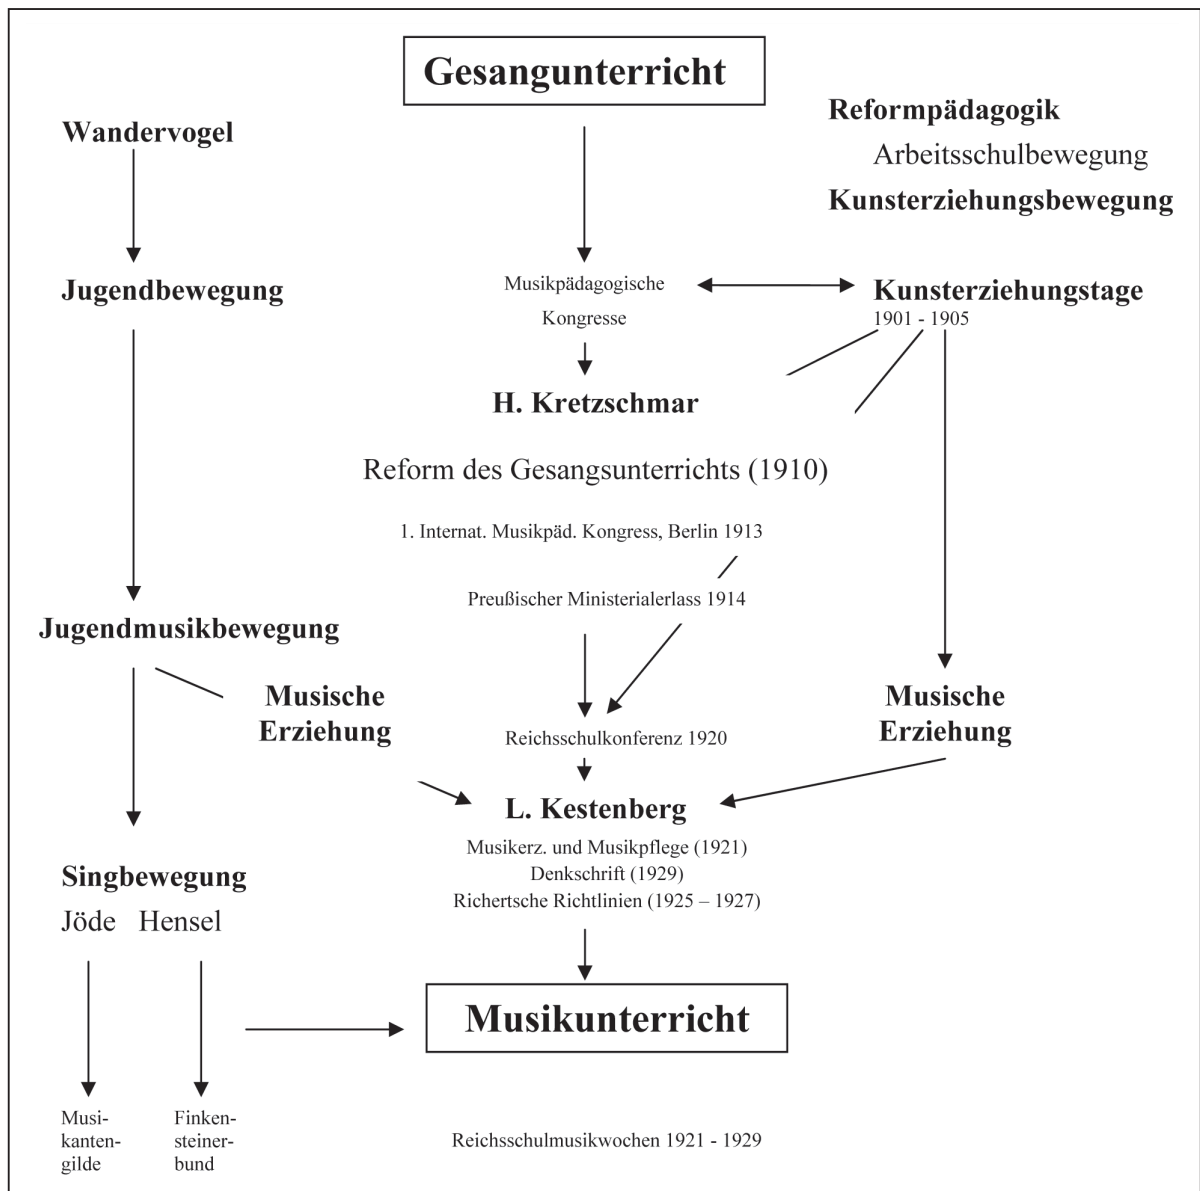 Gesangunterricht
Reformpädagogik
Wandervogel
Arbeitsschulbewegung
Kunsterziehungsbewegung
Jugendbewegung
Musikpädagogische
Kongresse
Kunsterziehungstage
1901 - 1905
H. Kretzschmar
Reform des Gesangsunterrichts (1910)
1. Internat. Musikpäd. Kongress, Berlin 1913
Preußischer Ministerialerlass 1914
Jugendmusikbewegung
Musische
Erziehung
Musische
Erziehung
Reichsschulkonferenz 1920
L. Kestenberg
Musikerz. und Musikpflege (1921)
Denkschrift (1929)
Richertsche Richtlinien (1925 – 1927)
Singbewegung
Jöde Hensel
Musikunterricht
Musi-
kanten-
gilde
Finken-
steiner-
bund
Reichsschulmusikwochen 1921 - 1929